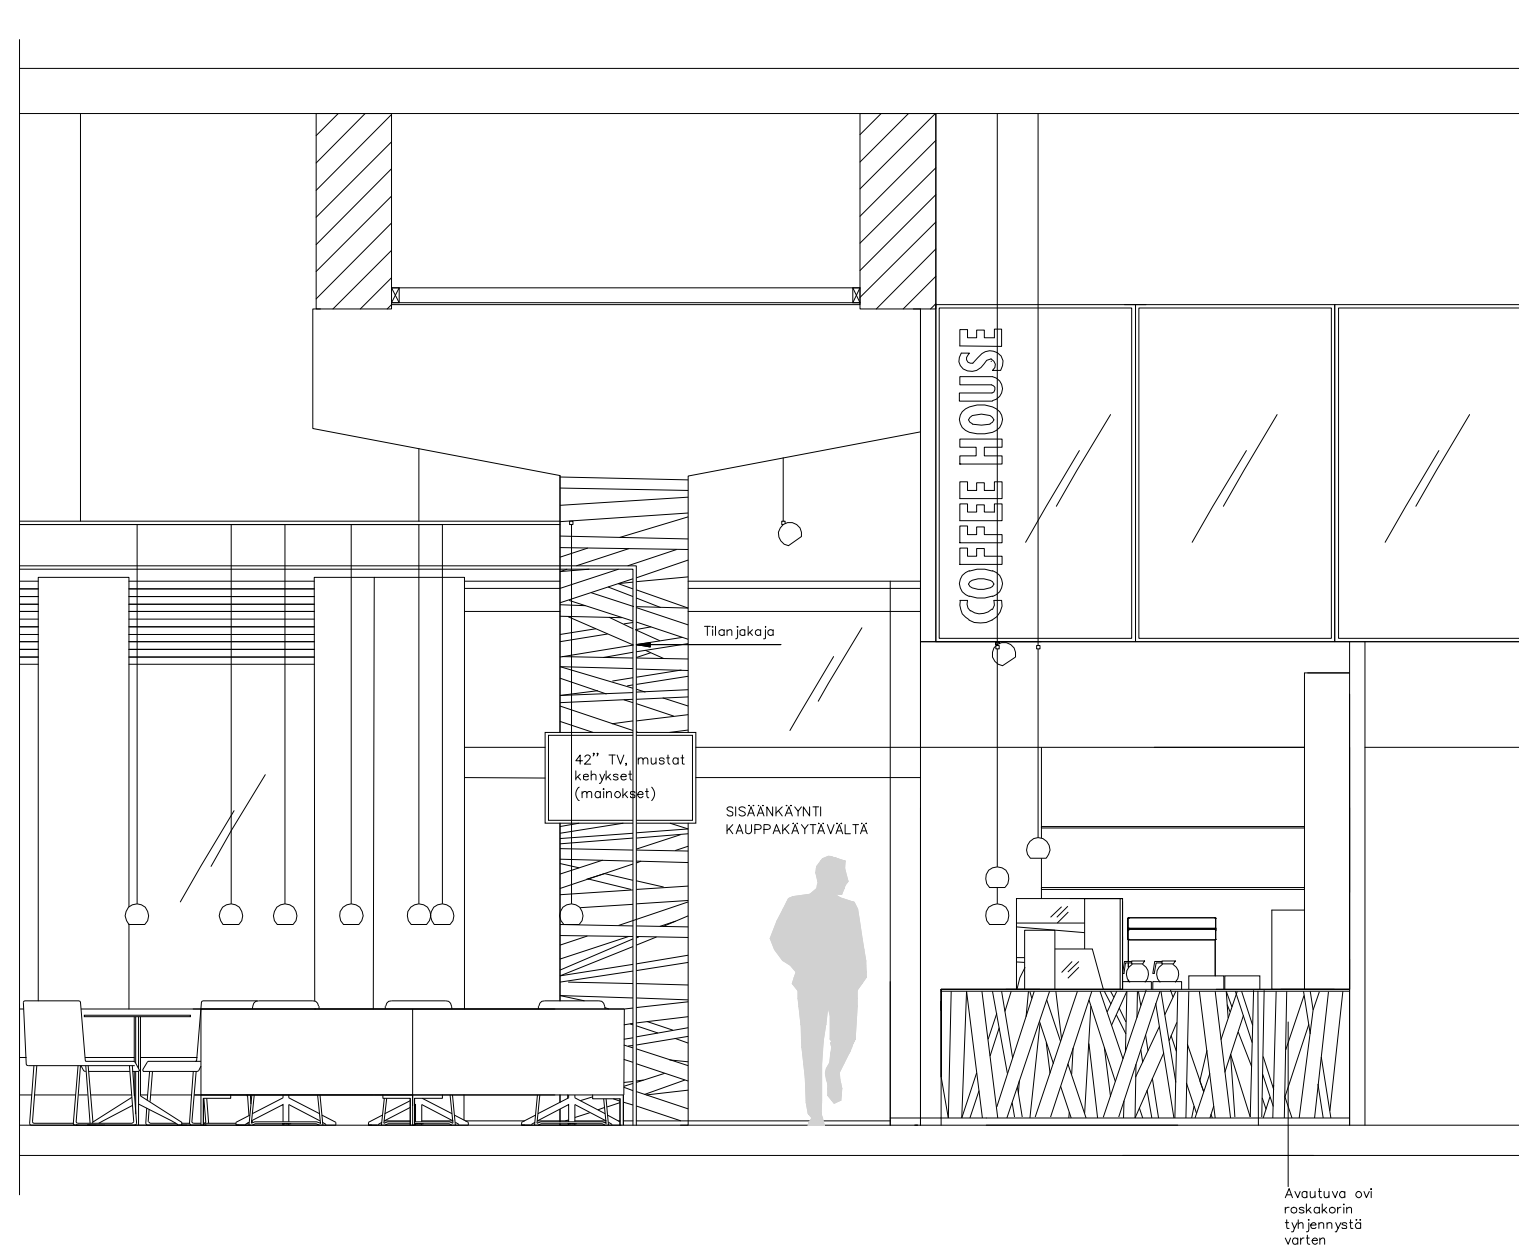 COFFEE HOUSE
Tilanjakaja
42” TV, mustat
kehykset
(mainokset)
SISÄÄNKÄYNTI
KAUPPAKÄYTÄVÄLTÄ
Avautuva ovi
roskakorin
tyhjennystä
varten